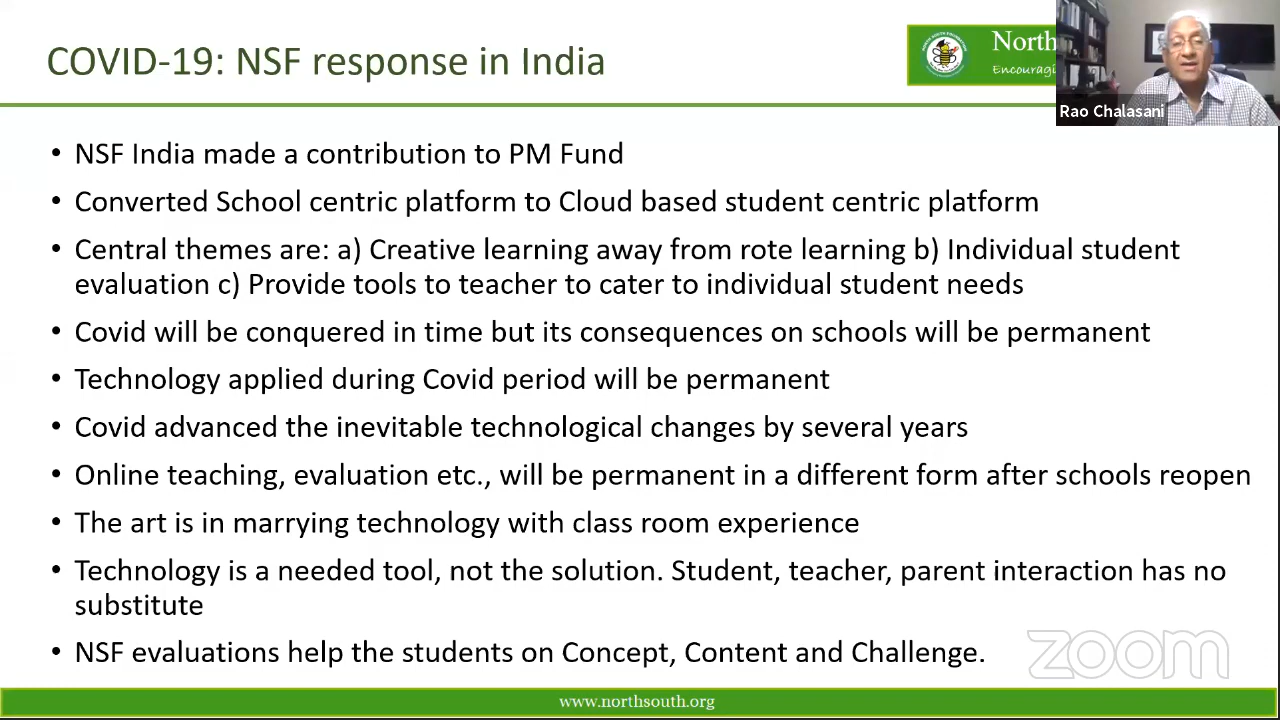 COVID-19: NSF response in India
North
Encouragi
Rao Chalasani
• NSF India made a contribution to PM Fund
• Converted School centric platform to Cloud based student centric platform
• Central themes are: a) Creative learning away from rote learning b) Individual student
evaluation c) Provide tools to teacher to cater to individual student needs
• Covid will be conquered in time but its consequences on schools will be permanent
• Technology applied during Covid period will be permanent
• Covid advanced the inevitable technological changes by several years
• Online teaching, evaluation etc., will be permanent in a different form after schools reopen
• The art is in marrying technology with class room experience
• Technology is a needed tool, not the solution. Student, teacher, parent interaction has no
substitute
• NSF evaluations help the students on Concept, Content and Challenge.
zoom
www.northsouth.org